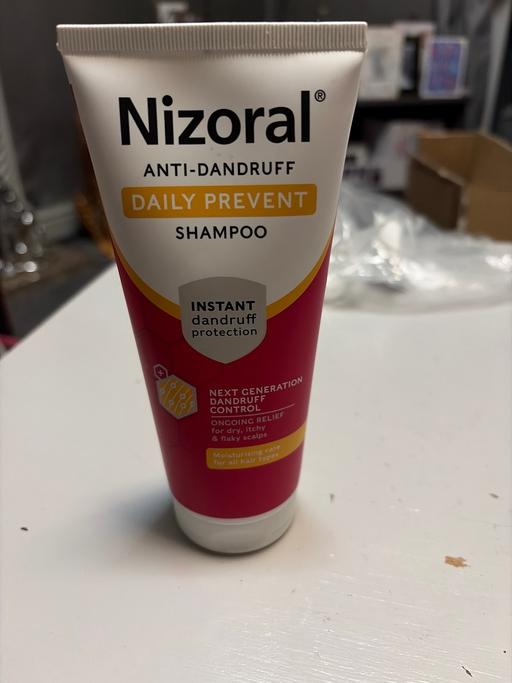 Nizoral®
ANTI-DANDRUFF
DAILY PREVENT
SHAMPOO
INSTANT
dandruff
protection
NEXT GENERATION
DANDRUFF
CONTROL
ONGOING RELIEF
for dry, itchy
& flaky scalps
Moisturising care
for all hair types